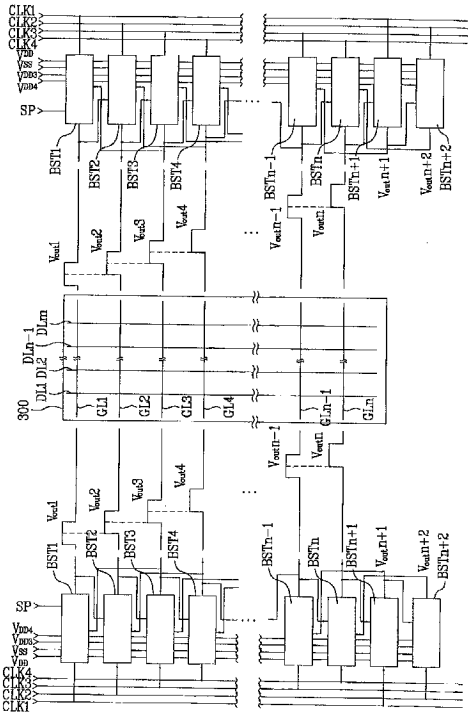 CLK1
CLK2
CLK3
CLK4
VDD
VSS
VDD3
VDD4
SP
BST1
BST2
BST3
BST4
BSTn-1
BSTn
BSTn+1
Voutn+1
Voutn+2
BSTn+2
Vout1
Vout2
Vout3
Vout4
Voutn-1
Voutn
DLm
DLn-1
DL2
DL1
300
GL1
GL2
GL3
GL4
GLn-1
GLn
Vout1
Vout2
Vout3
Vout4
Voutn-1
Voutn
BST1
BST2
BST3
BST4
BSTn-1
BSTn
BSTn+1
Voutn+1
Voutn+2
BSTn+2
SP
VDD4
VDD3
VSS
VDD
CLK4
CLK3
CLK2
CLK1